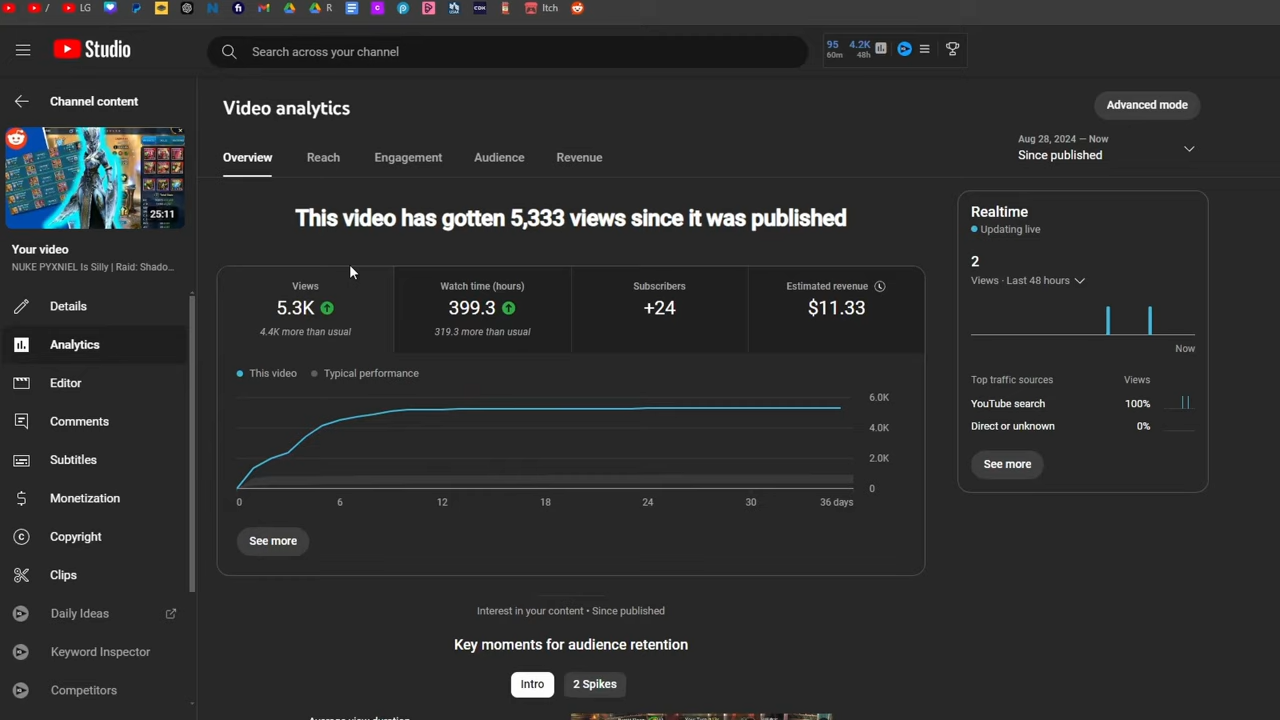 LG
R
Itch
Studio
Search across your channel
95
60m
4.2K
48h
Channel content
25:11
Your video
NUKE PYXNIEL Is Silly | Raid: Shado...
Details
Analytics
Editor
Comments
Subtitles
Monetization
Copyright
Clips
Daily Ideas
Keyword Inspector
Competitors
Video analytics
Advanced mode
Overview
Reach
Engagement
Audience
Revenue
Aug 28, 2024 — Now
Since published
This video has gotten 5,333 views since it was published
Views
5.3K
4.4K more than usual
Watch time (hours)
399.3
319.3 more than usual
Subscribers
+24
Estimated revenue
$11.33
This video
Typical performance
6.0K
4.0K
2.0K
0
0
6
12
18
24
30
36 days
See more
Realtime
Updating live
2
Views · Last 48 hours
Now
Top traffic sources
Views
YouTube search
100%
Direct or unknown
0%
See more
Interest in your content • Since published
Key moments for audience retention
Intro
2 Spikes
Average view duration